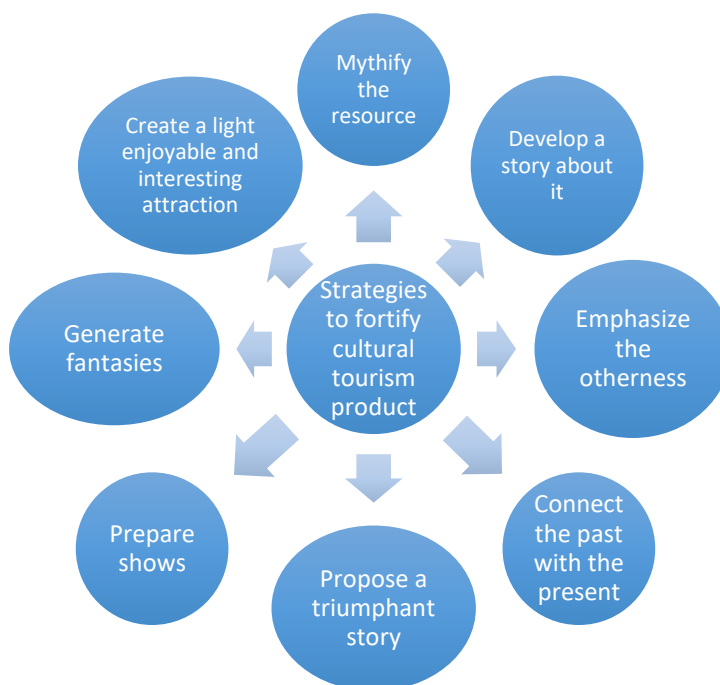 Mythify
the
resource
Develop a
story about
it
Emphasize
the
otherness
Connect
the past
with the
present
Propose a
triumphant
story
Prepare
shows
Generate
fantasies
Create a light
enjoyable and
interesting
attraction
Strategies
to fortify
cultural
tourism
product